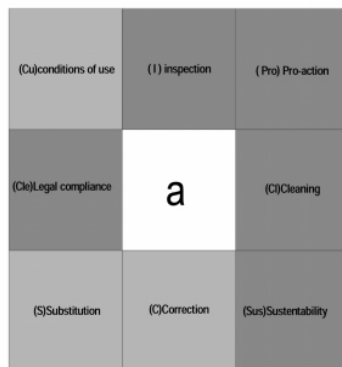 (Cu)conditions of use
( I ) inspection
( Pro) Pro-action
(Cle)Legal compliance
a
(Cl)Cleaning
(S)Substitution
(C)Correction
(Sus)Sustentability